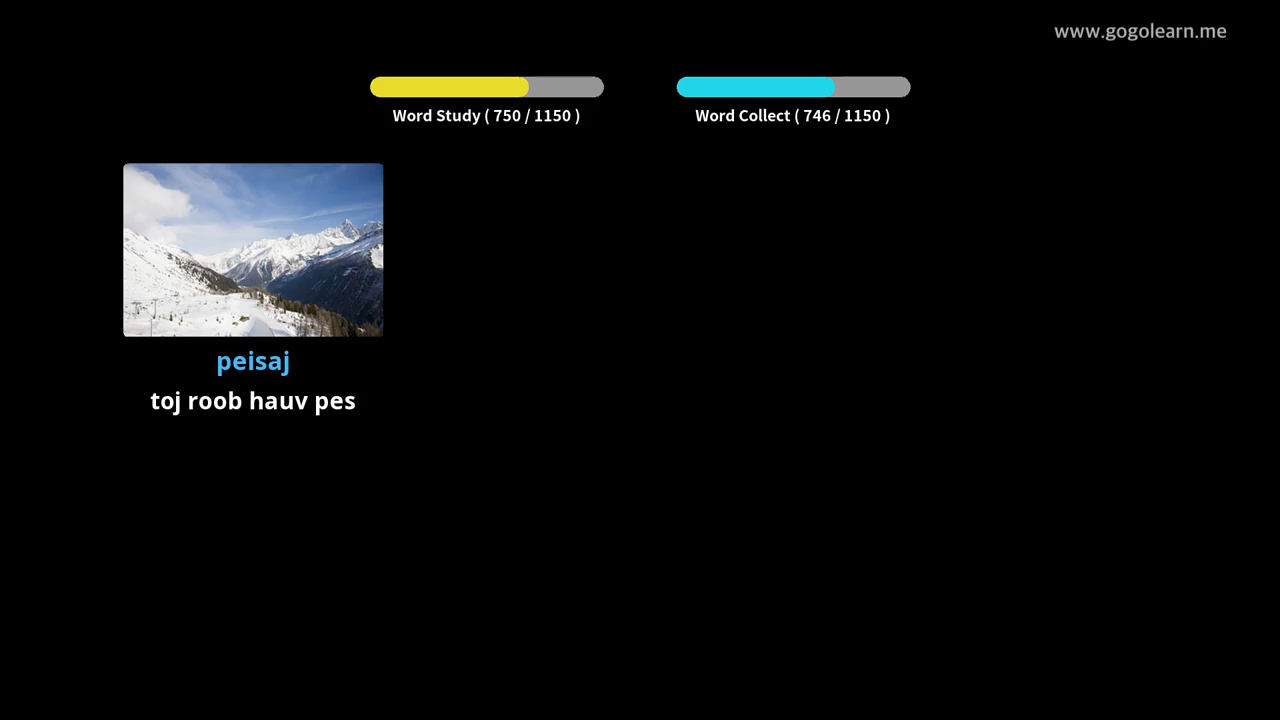 www.gogolearn.me
Word Study ( 750 / 1150 )
Word Collect ( 746 / 1150 )
peisaj
toj roob hauv pes